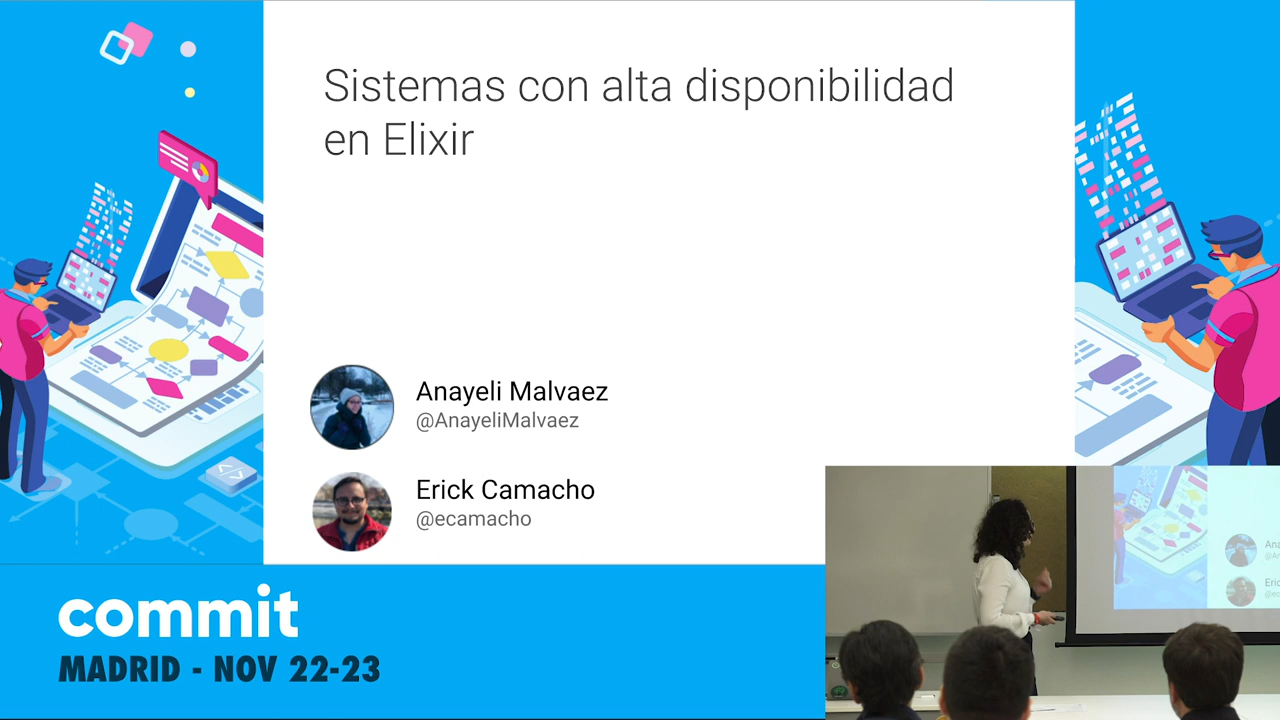 Sistemas con alta disponibilidad
en Elixir
Anayeli Malvaez
@AnayeliMalvaez
Erick Camacho
@ecamacho
commit
MADRID - NOV 22-23